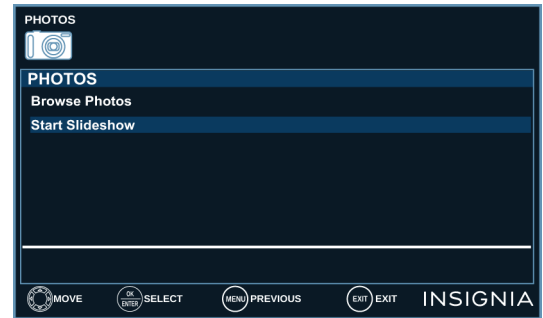 PHOTOS
PHOTOS
Browse Photos
Start Slideshow
MOVE
OK
ENTER
SELECT
MENU
PREVIOUS
EXIT
EXIT
INSIGNIA